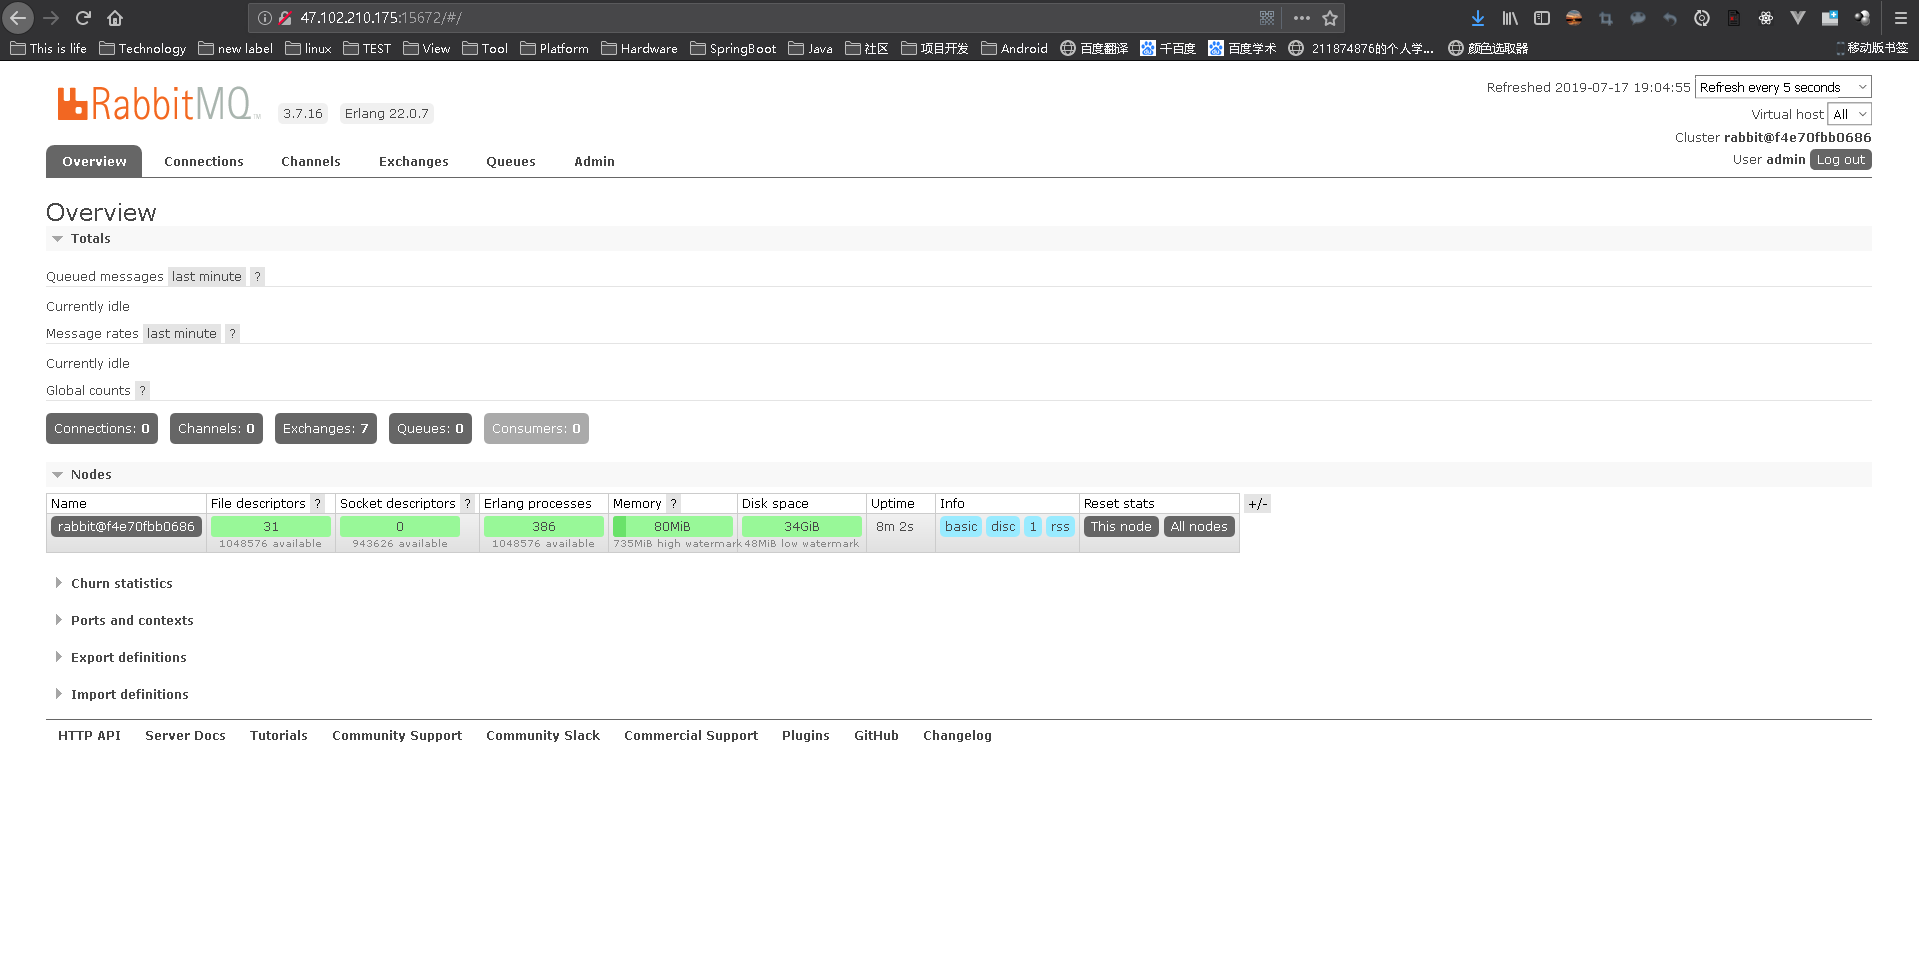 47.102.210.175:15672/#/
This is life Technology new label linux TEST View Tool Platform Hardware SpringBoot Java 社区 项目开发 Android 百度翻译 千百度 百度学术 211874876的个人学... 颜色选取器 移动版书签
RabbitMQ TM 3.7.16 Erlang 22.0.7
Refreshed 2019-07-17 19:04:55 Refresh every 5 seconds
Virtual host All
Cluster rabbit@f4e70fbb0686
User admin Log out
Overview Connections Channels Exchanges Queues Admin
Overview
Totals
Queued messages last minute ?
Currently idle
Message rates last minute ?
Currently idle
Global counts ?
Connections: 0 Channels: 0 Exchanges: 7 Queues: 0 Consumers: 0
Nodes
Name File descriptors ? Socket descriptors ? Erlang processes Memory ? Disk space Uptime Info Reset stats +/-
rabbit@f4e70fbb0686 31 0 386 80MiB 34GiB 8m 2s basic disc 1 rss This node All nodes
1048576 available 943626 available 1048576 available 735MiB high watermark 48MiB low watermark
Churn statistics
Ports and contexts
Export definitions
Import definitions
HTTP API Server Docs Tutorials Community Support Community Slack Commercial Support Plugins GitHub Changelog